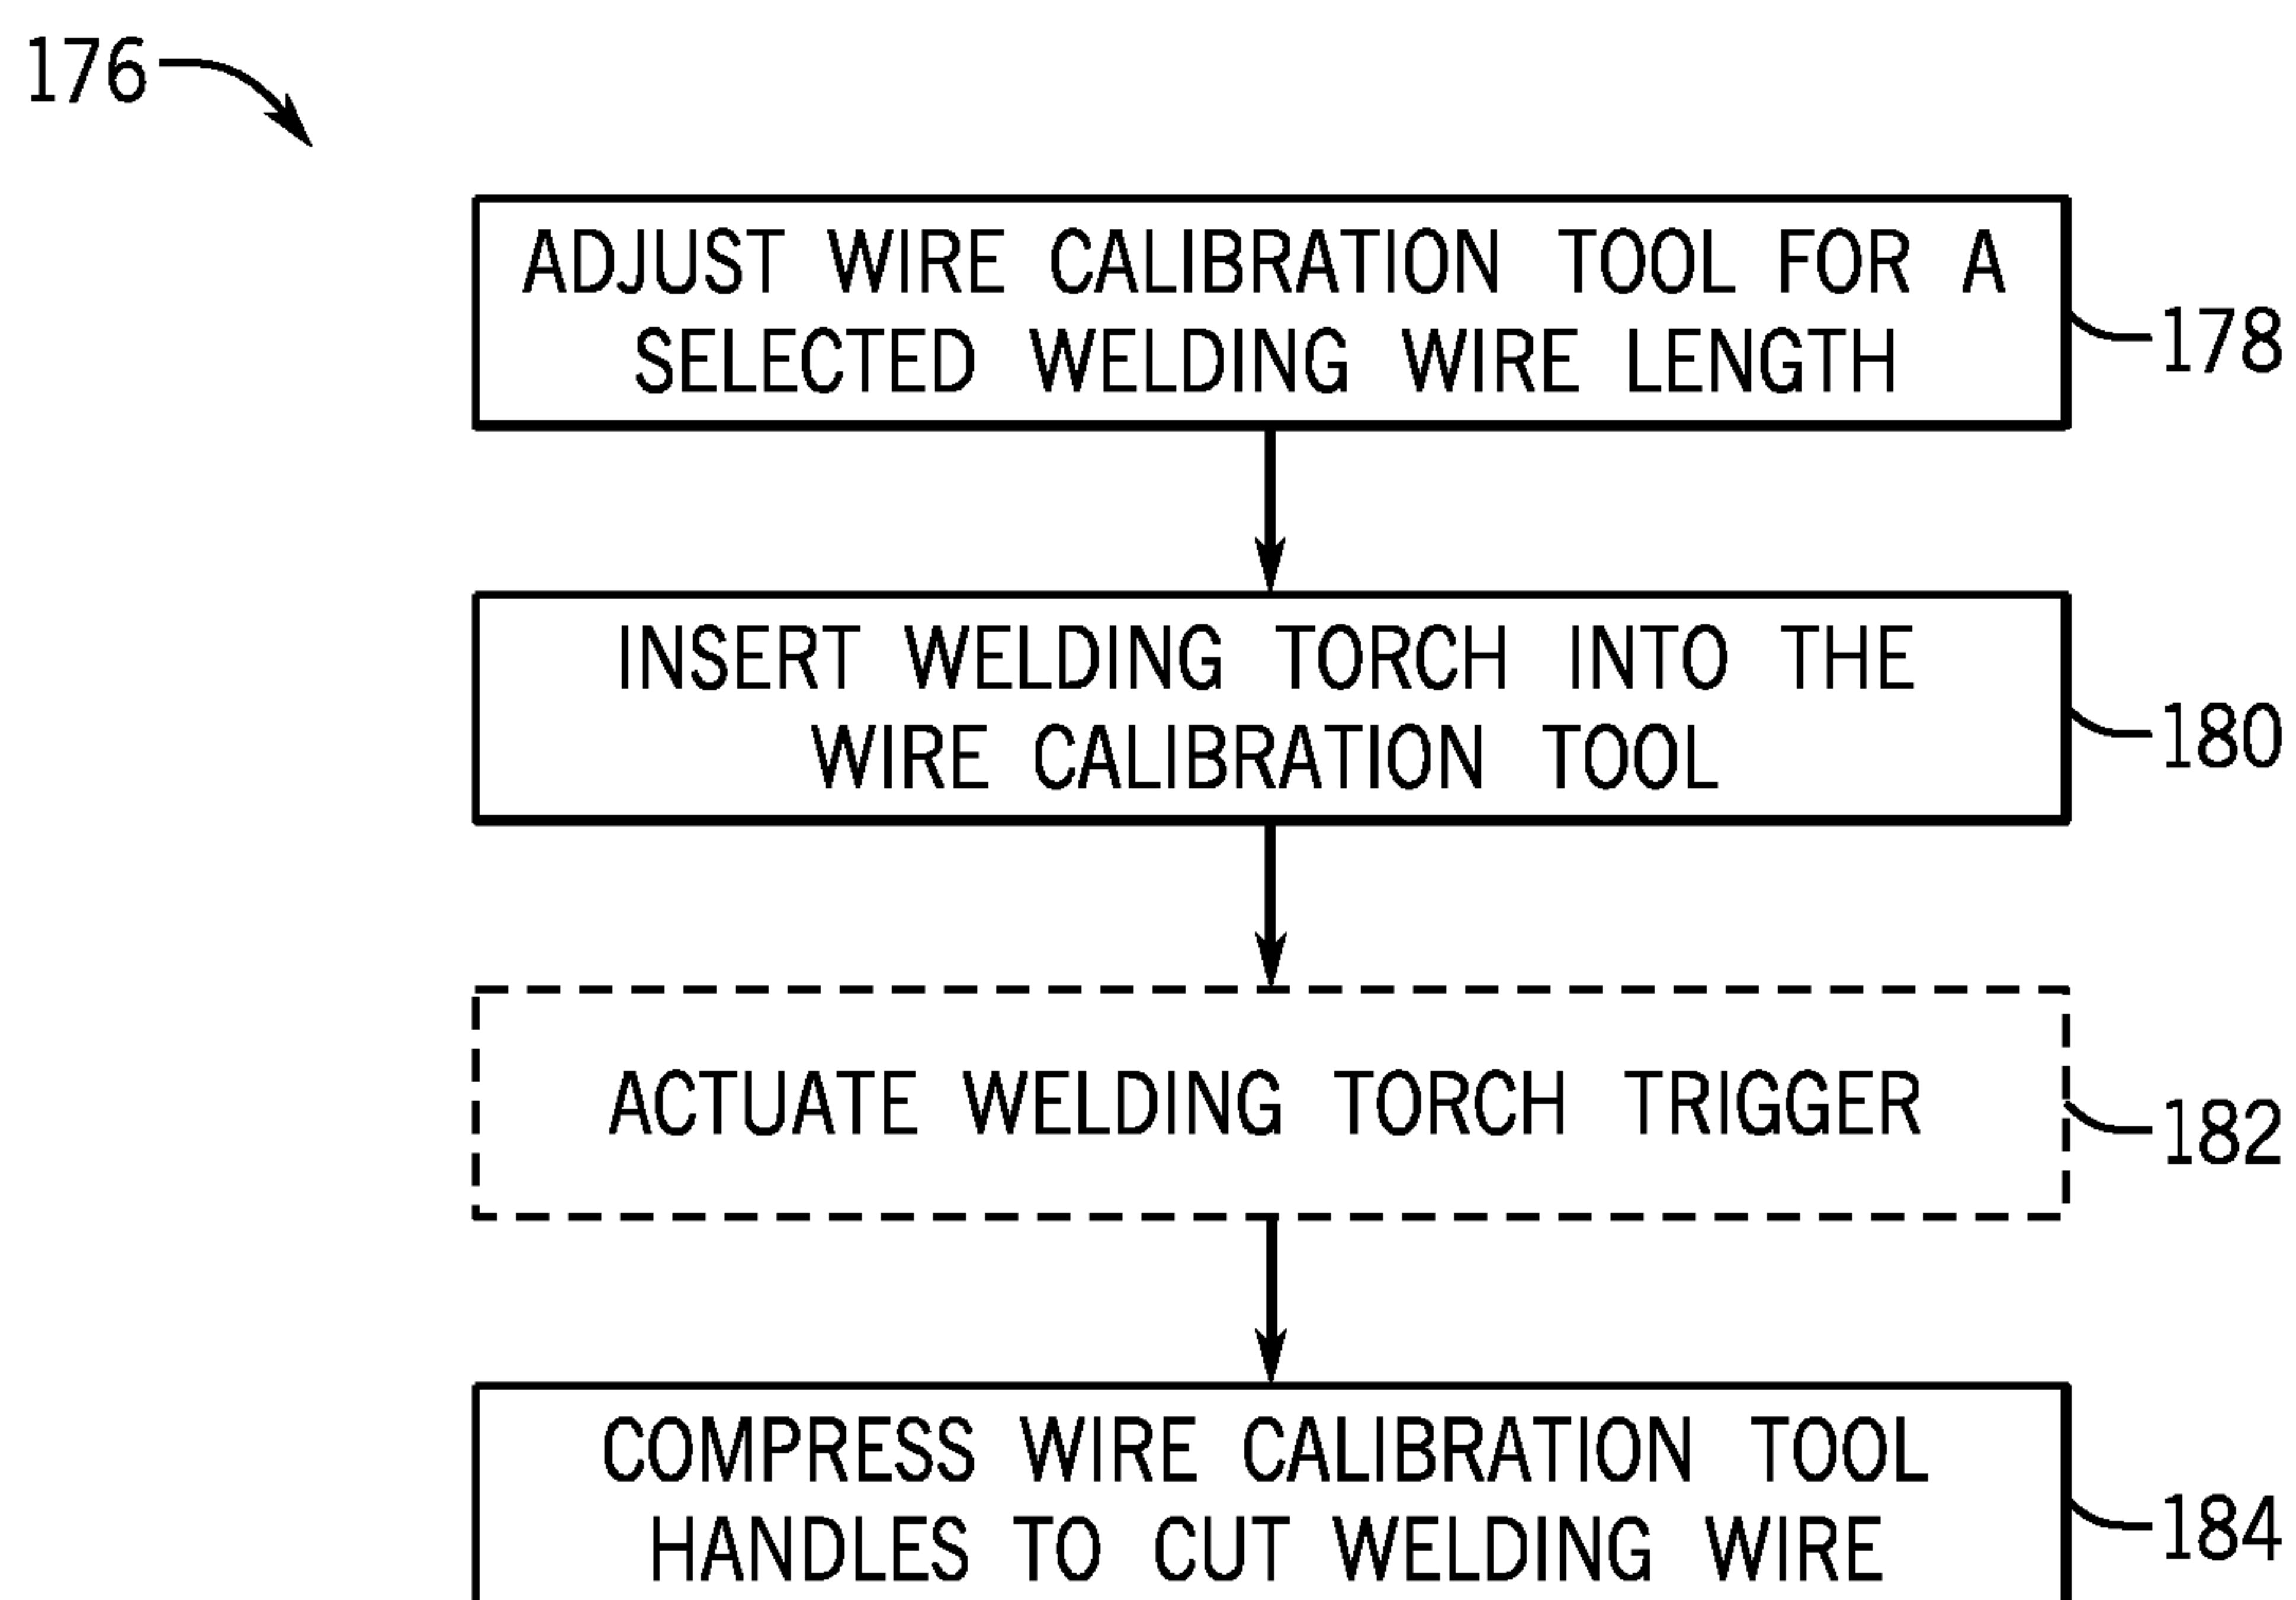 176
ADJUST WIRE CALIBRATION TOOL FOR A
SELECTED WELDING WIRE LENGTH
178
INSERT WELDING TORCH INTO THE
WIRE CALIBRATION TOOL
180
ACTUATE WELDING TORCH TRIGGER
182
COMPRESS WIRE CALIBRATION TOOL
HANDLES TO CUT WELDING WIRE
184